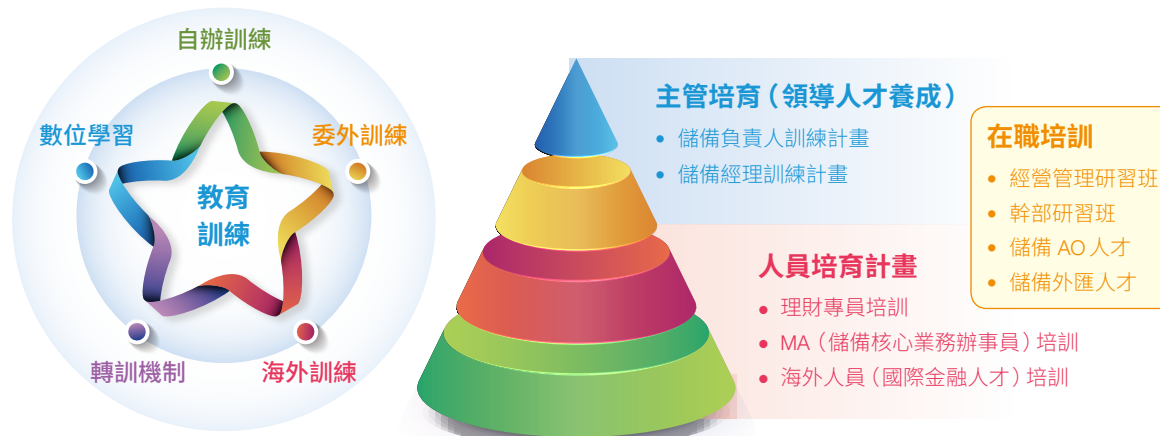 自辦訓練
數位學習
委外訓練
教育
訓練
轉訓機制
海外訓練
主管培育（領導人才養成）
• 儲備負責人訓練計畫
• 儲備經理訓練計畫
人員培育計畫
• 理財專員培訓
• MA（儲備核心業務辦事員）培訓
• 海外人員（國際金融人才）培訓
在職培訓
• 經營管理研習班
• 幹部研習班
• 儲備 AO 人才
• 儲備外匯人才